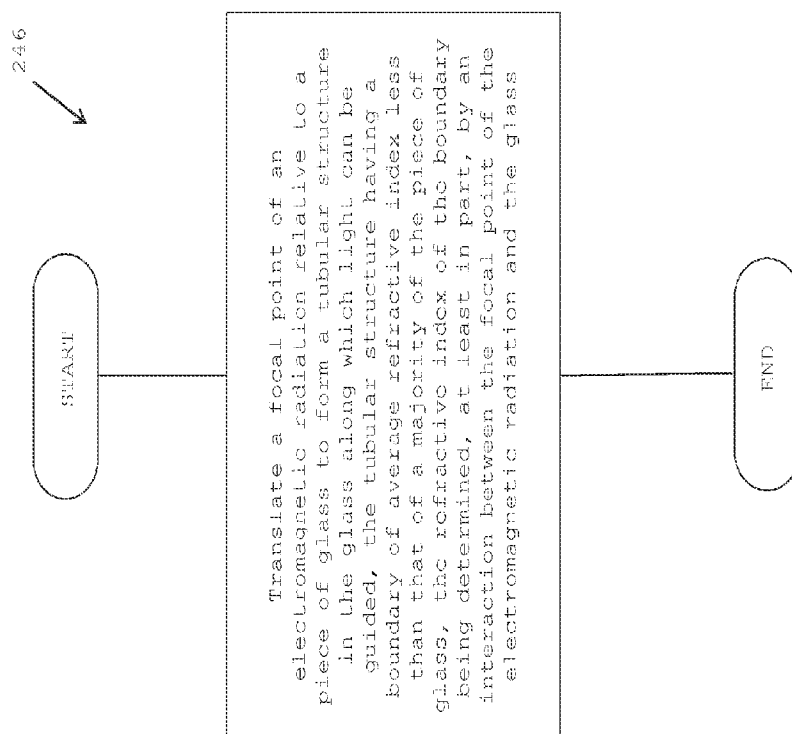 246
START
Translate a focal point of an
electromagnetic radiation relative to a
piece of glass to form a tubular structure
in the glass along which light can be
guided, the tubular structure having a
boundary of average refractive index less
than that of a majority of the piece of
glass, the refractive index of the boundary
being determined, at least in part, by an
interaction between the focal point of the
electromagnetic radiation and the glass
END